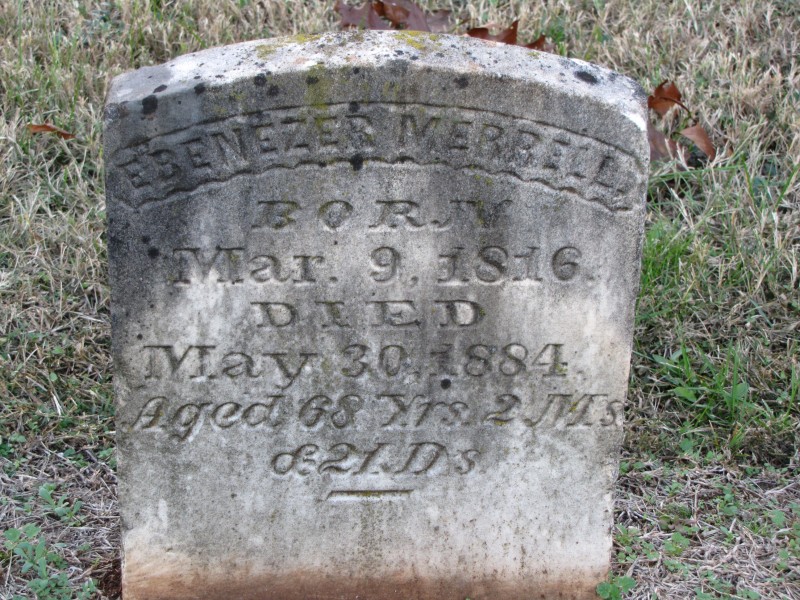 EBENEZER MERRELL.
BORN
Mar. 9, 1816.
DIED
May 30, 1884.
Aged 68 Yrs. 2 Ms.
& 21 Ds